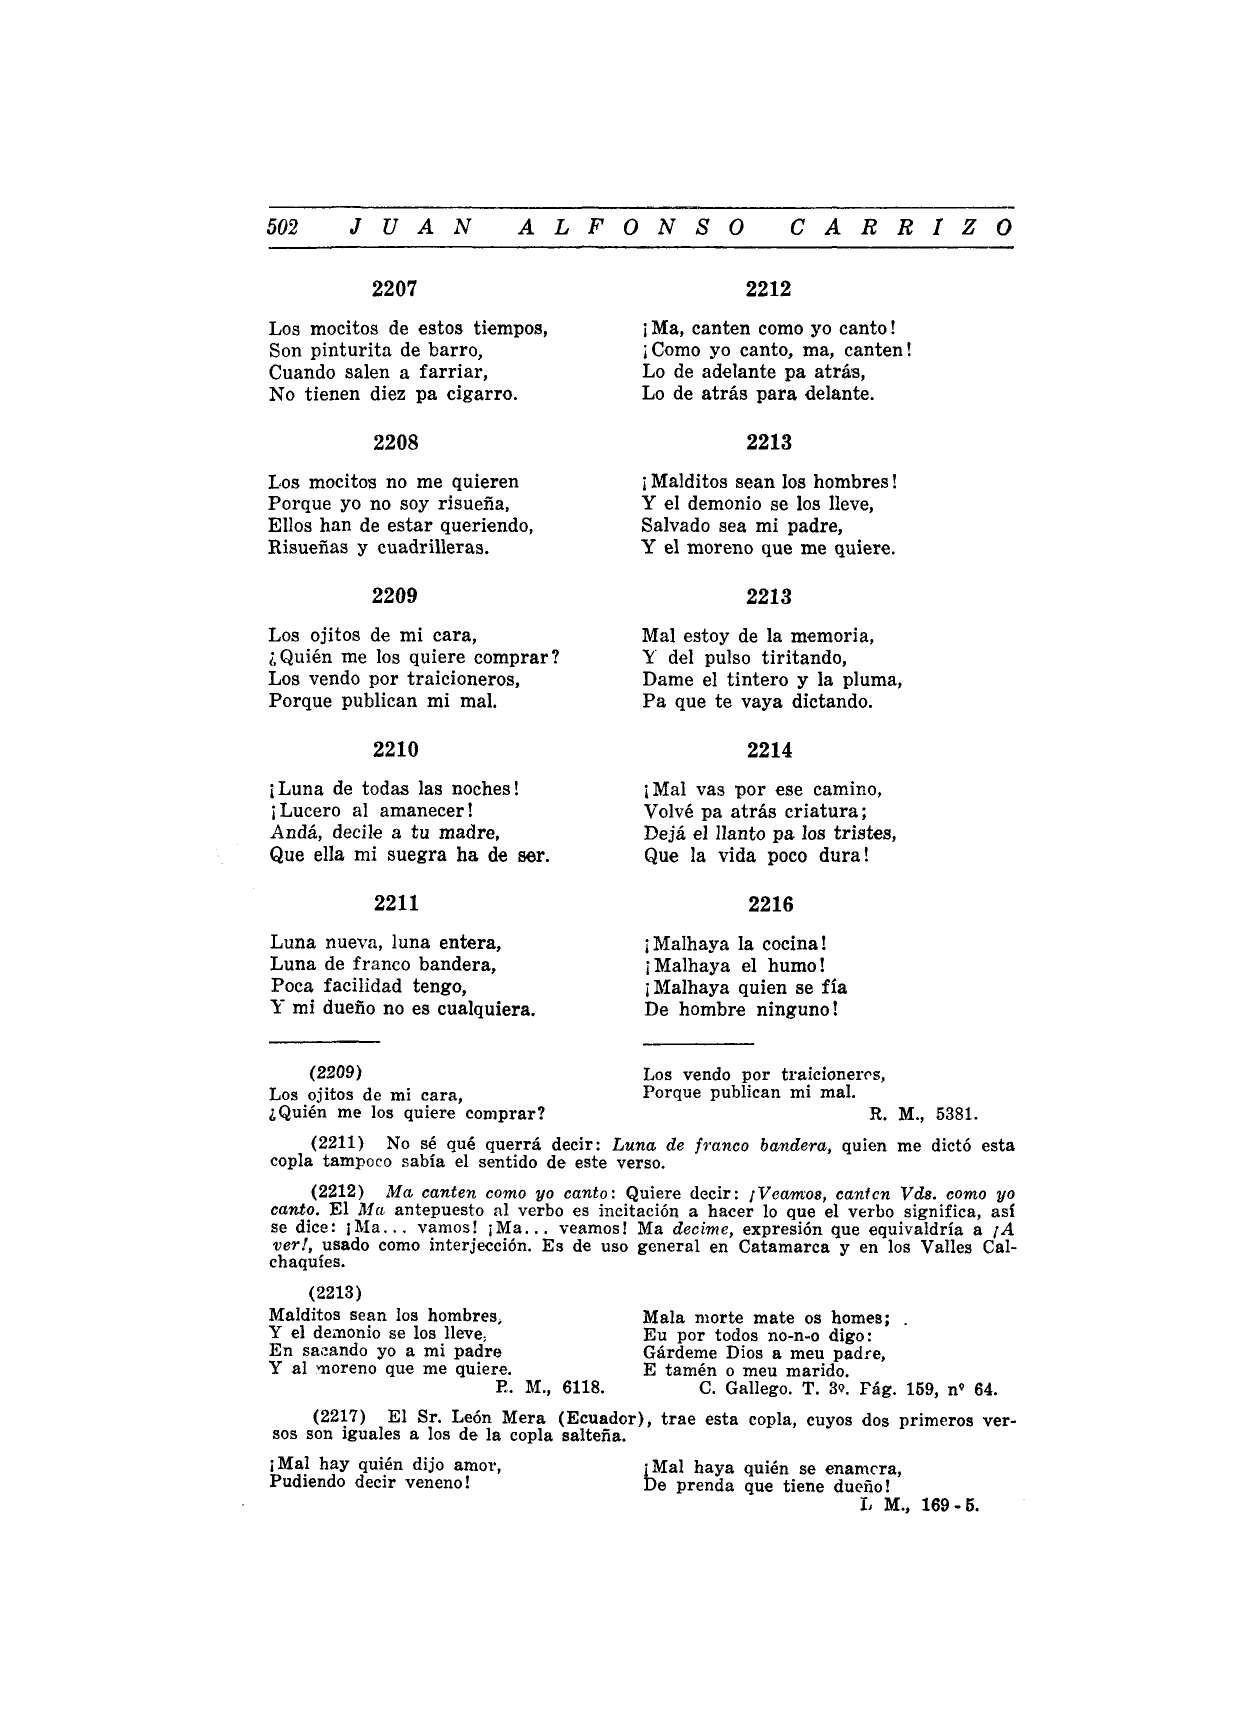 502 JUAN ALFONSO CARRIZO
2207
Los mocitos de estos tiempos,
Son pinturita de barro,
Cuando salen a farriar,
No tienen diez pa cigarro.
2208
Los mocitos no me quieren
Porque yo no soy risueña,
Ellos han de estar queriendo,
Risueñas y cuadrilleras.
2209
Los ojitos de mi cara,
¿Quién me los quiere comprar?
Los vendo por traicioneros,
Porque publican mi mal.
2210
¡Luna de todas las noches!
¡Lucero al amanecer!
Andá, decile a tu madre,
Que ella mi suegra ha de ser.
2211
Luna nueva, luna entera,
Luna de franco bandera,
Poca facilidad tengo,
Y mi dueño no es cualquiera.
2212
¡Ma, canten como yo canto!
¡Como yo canto, ma, canten!
Lo de adelante pa atrás,
Lo de atrás para delante.
2213
¡Malditos sean los hombres!
Y el demonio se los lleve,
Salvado sea mi padre,
Y el moreno que me quiere.
2213
Mal estoy de la memoria,
Y del pulso tiritando,
Dame el tintero y la pluma,
Pa que te vaya dictando.
2214
¡Mal vas por ese camino,
Volvé pa atrás criatura;
Dejá el llanto pa los tristes,
Que la vida poco dura!
2216
¡Malhaya la cocina!
¡Malhaya el humo!
¡Malhaya quien se fía
De hombre ninguno!
(2209)
Los ojitos de mi cara,
¿Quién me los quiere comprar?
Los vendo por traicioneros,
Porque publican mi mal.
R. M., 5381.
(2211) No sé qué querrá decir: Luna de franco bandera, quien me dictó esta
copla tampoco sabía el sentido de este verso.
(2212) Ma canten como yo canto: Quiere decir: ¡Veamos, canten Vds. como yo
canto. El Ma antepuesto al verbo es incitación a hacer lo que el verbo significa, así
se dice: ¡Ma... vamos! ¡Ma... veamos! Ma decime, expresión que equivaldría a ¡A
ver!, usado como interjección. Es de uso general en Catamarca y en los Valles Cal-
chaquíes.
(2213)
Malditos sean los hombres,
Y el demonio se los lleve,
En sacando yo a mi padre
Y al moreno que me quiere.
R. M., 6118.
Mala morte mate os homes;
Eu por todos no-n-o digo:
Gárdeme Dios a meu padre,
E tamén o meu marido.
C. Gallego. T. 3º. Pág. 159, nº 64.
(2217) El Sr. León Mera (Ecuador), trae esta copla, cuyos dos primeros ver-
sos son iguales a los de la copla salteña.
¡Mal hay quién dijo amor,
Pudiendo decir veneno!
¡Mal haya quién se enamora,
De prenda que tiene dueño!
L M., 169-5.